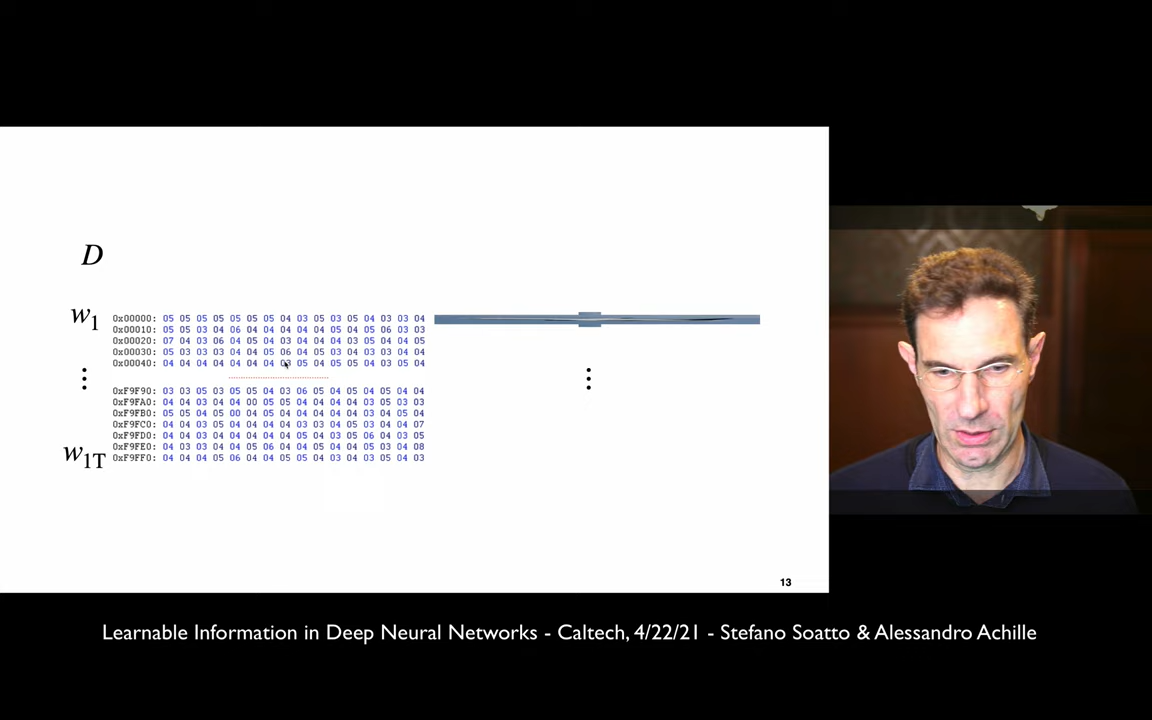 D
w1
0x00000: 05 05 05 05 05 05 05 04 03 05 03 05 04 03 03 04
0x00010: 05 05 03 04 06 04 04 04 04 04 05 04 05 06 03 03
0x00020: 07 04 03 06 04 05 04 03 04 04 04 03 05 04 04 05
0x00030: 05 03 03 03 04 04 05 06 04 05 03 04 03 03 04 04
0x00040: 04 04 04 04 04 04 04 03 05 04 05 05 04 03 05 04
0xF9F90: 03 03 05 03 05 05 04 03 06 05 04 05 04 05 04 04
0xF9FA0: 04 04 03 04 04 00 05 05 04 04 04 04 03 05 03 03
0xF9FB0: 05 05 04 05 00 04 05 04 04 04 04 04 03 04 05 04
0xF9FC0: 04 04 03 04 04 04 04 04 03 03 05 04 03 04 04 07
0xF9FD0: 04 04 03 04 04 04 04 04 05 04 03 05 06 04 03 05
0xF9FE0: 04 03 03 04 04 05 06 04 04 05 04 04 05 03 04 08
0xF9FF0: 04 04 04 05 06 04 04 05 05 04 03 04 03 05 04 03
w1T
13
Learnable Information in Deep Neural Networks - Caltech, 4/22/21 - Stefano Soatto & Alessandro Achille